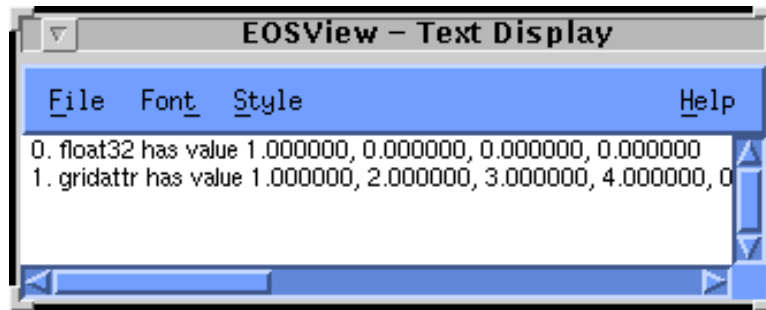 EOSView – Text Display
File Font Style Help
0. float32 has value 1.000000, 0.000000, 0.000000, 0.000000
1. gridattr has value 1.000000, 2.000000, 3.000000, 4.000000, 0